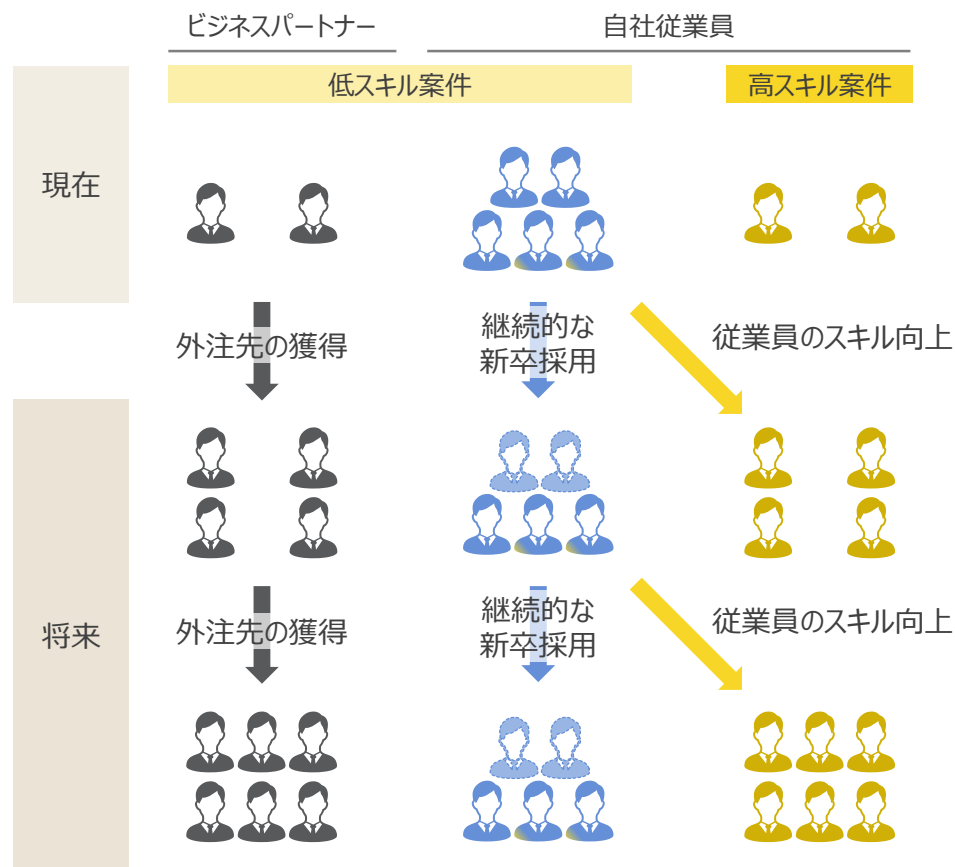 ビジネスパートナー
自社従業員
低スキル案件
高スキル案件
現在
外注先の獲得
継続的な
新卒採用
従業員のスキル向上
将来
外注先の獲得
継続的な
新卒採用
従業員のスキル向上